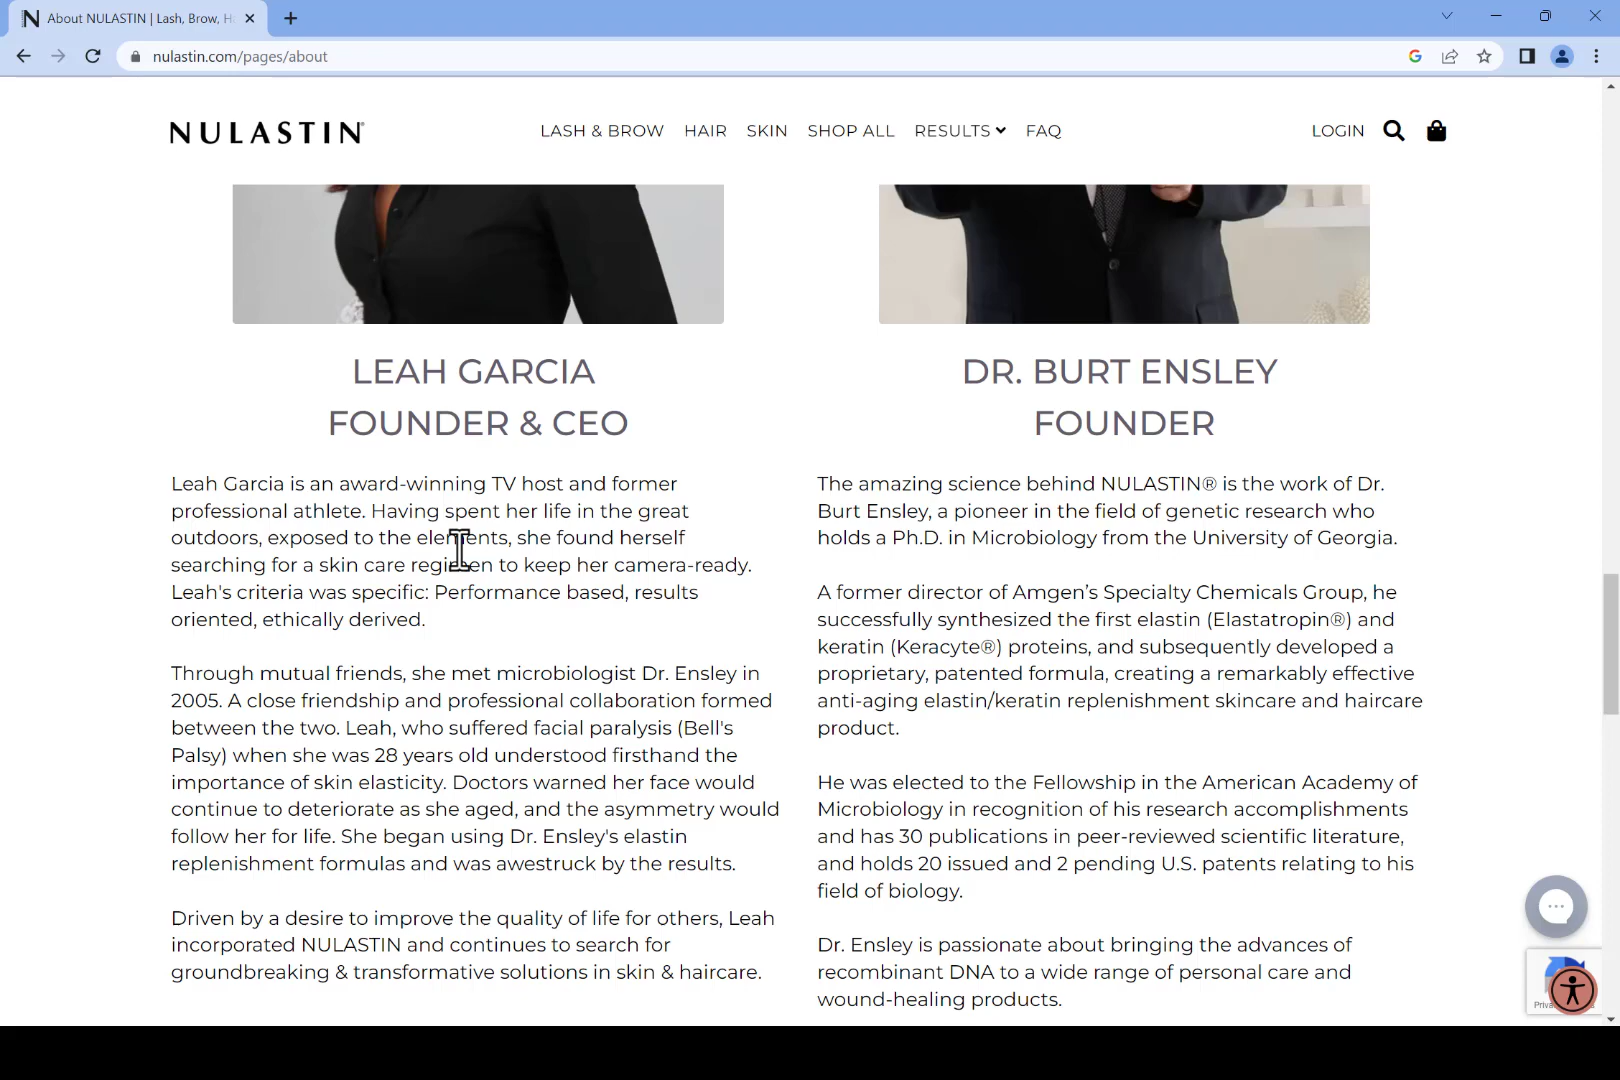 About NULASTIN | Lash, Brow, H
nulastin.com/pages/about
NULASTIN
LASH & BROW HAIR SKIN SHOP ALL RESULTS FAQ
LOGIN
LEAH GARCIA
FOUNDER & CEO
Leah Garcia is an award-winning TV host and former
professional athlete. Having spent her life in the great
outdoors, exposed to the elements, she found herself
searching for a skin care regimen to keep her camera-ready.
Leah's criteria was specific: Performance based, results
oriented, ethically derived.
Through mutual friends, she met microbiologist Dr. Ensley in
2005. A close friendship and professional collaboration formed
between the two. Leah, who suffered facial paralysis (Bell's
Palsy) when she was 28 years old understood firsthand the
importance of skin elasticity. Doctors warned her face would
continue to deteriorate as she aged, and the asymmetry would
follow her for life. She began using Dr. Ensley's elastin
replenishment formulas and was awestruck by the results.
Driven by a desire to improve the quality of life for others, Leah
incorporated NULASTIN and continues to search for
groundbreaking & transformative solutions in skin & haircare.
DR. BURT ENSLEY
FOUNDER
The amazing science behind NULASTIN® is the work of Dr.
Burt Ensley, a pioneer in the field of genetic research who
holds a Ph.D. in Microbiology from the University of Georgia.
A former director of Amgen’s Specialty Chemicals Group, he
successfully synthesized the first elastin (Elastatropin®) and
keratin (Keracyte®) proteins, and subsequently developed a
proprietary, patented formula, creating a remarkably effective
anti-aging elastin/keratin replenishment skincare and haircare
product.
He was elected to the Fellowship in the American Academy of
Microbiology in recognition of his research accomplishments
and has 30 publications in peer-reviewed scientific literature,
and holds 20 issued and 2 pending U.S. patents relating to his
field of biology.
Dr. Ensley is passionate about bringing the advances of
recombinant DNA to a wide range of personal care and
wound-healing products.